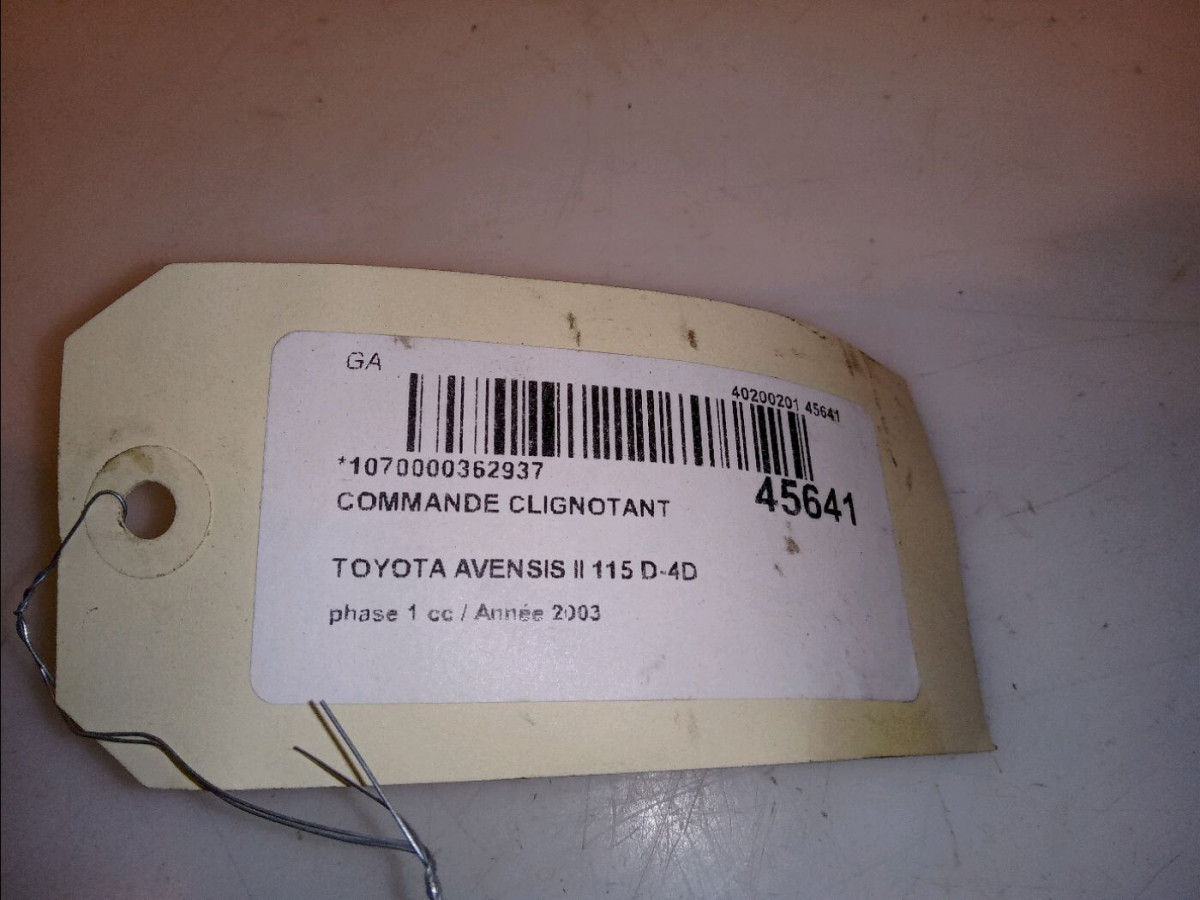 GA
40200201 45641
*1070000362937
COMMANDE CLIGNOTANT
45641
TOYOTA AVENSIS II 115 D-4D
phase 1 cc / Année 2003